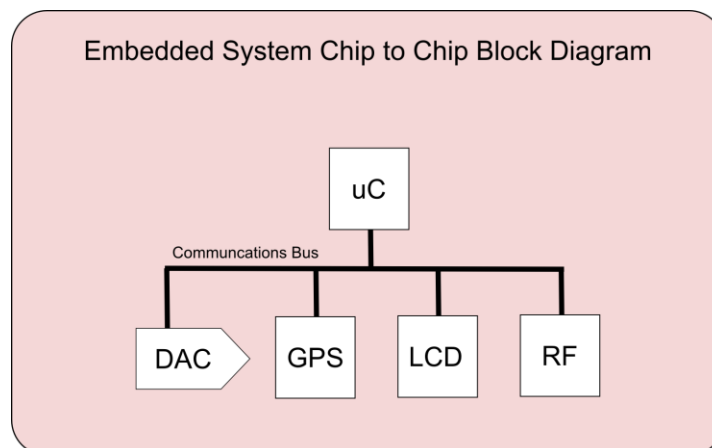 Embedded System Chip to Chip Block Diagram
uC
Communcations Bus
DAC
GPS
LCD
RF